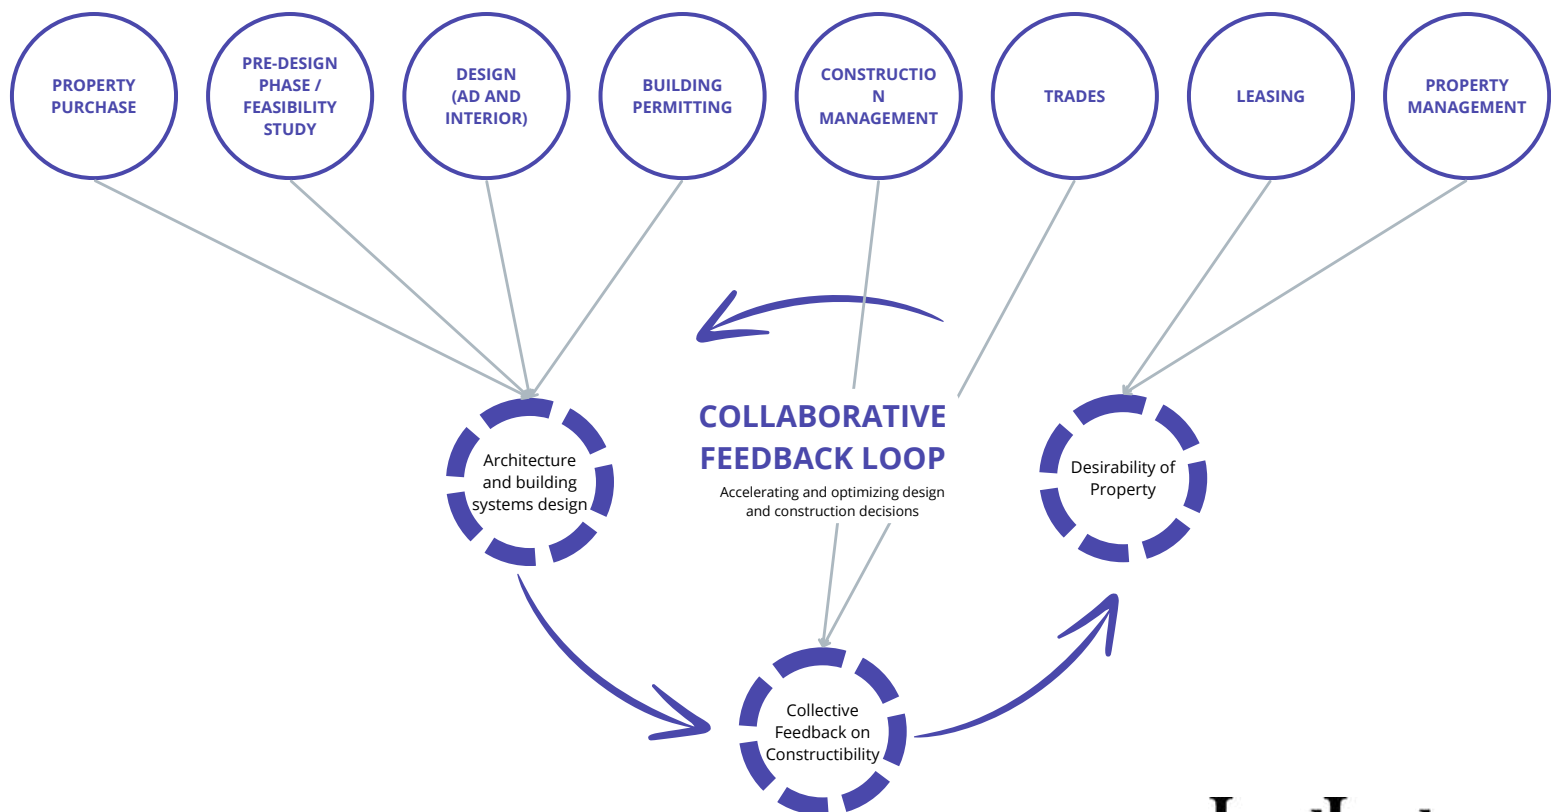 PROPERTY
PURCHASE
PRE-DESIGN
PHASE /
FEASIBILITY
STUDY
DESIGN
(AD AND
INTERIOR)
BUILDING
PERMITTING
CONSTRUCTIO
N
MANAGEMENT
TRADES
LEASING
PROPERTY
MANAGEMENT
COLLABORATIVE
FEEDBACK LOOP
Accelerating and optimizing design
and construction decisions
Architecture
and building
systems design
Desirability of
Property
Collective
Feedback on
Constructibility